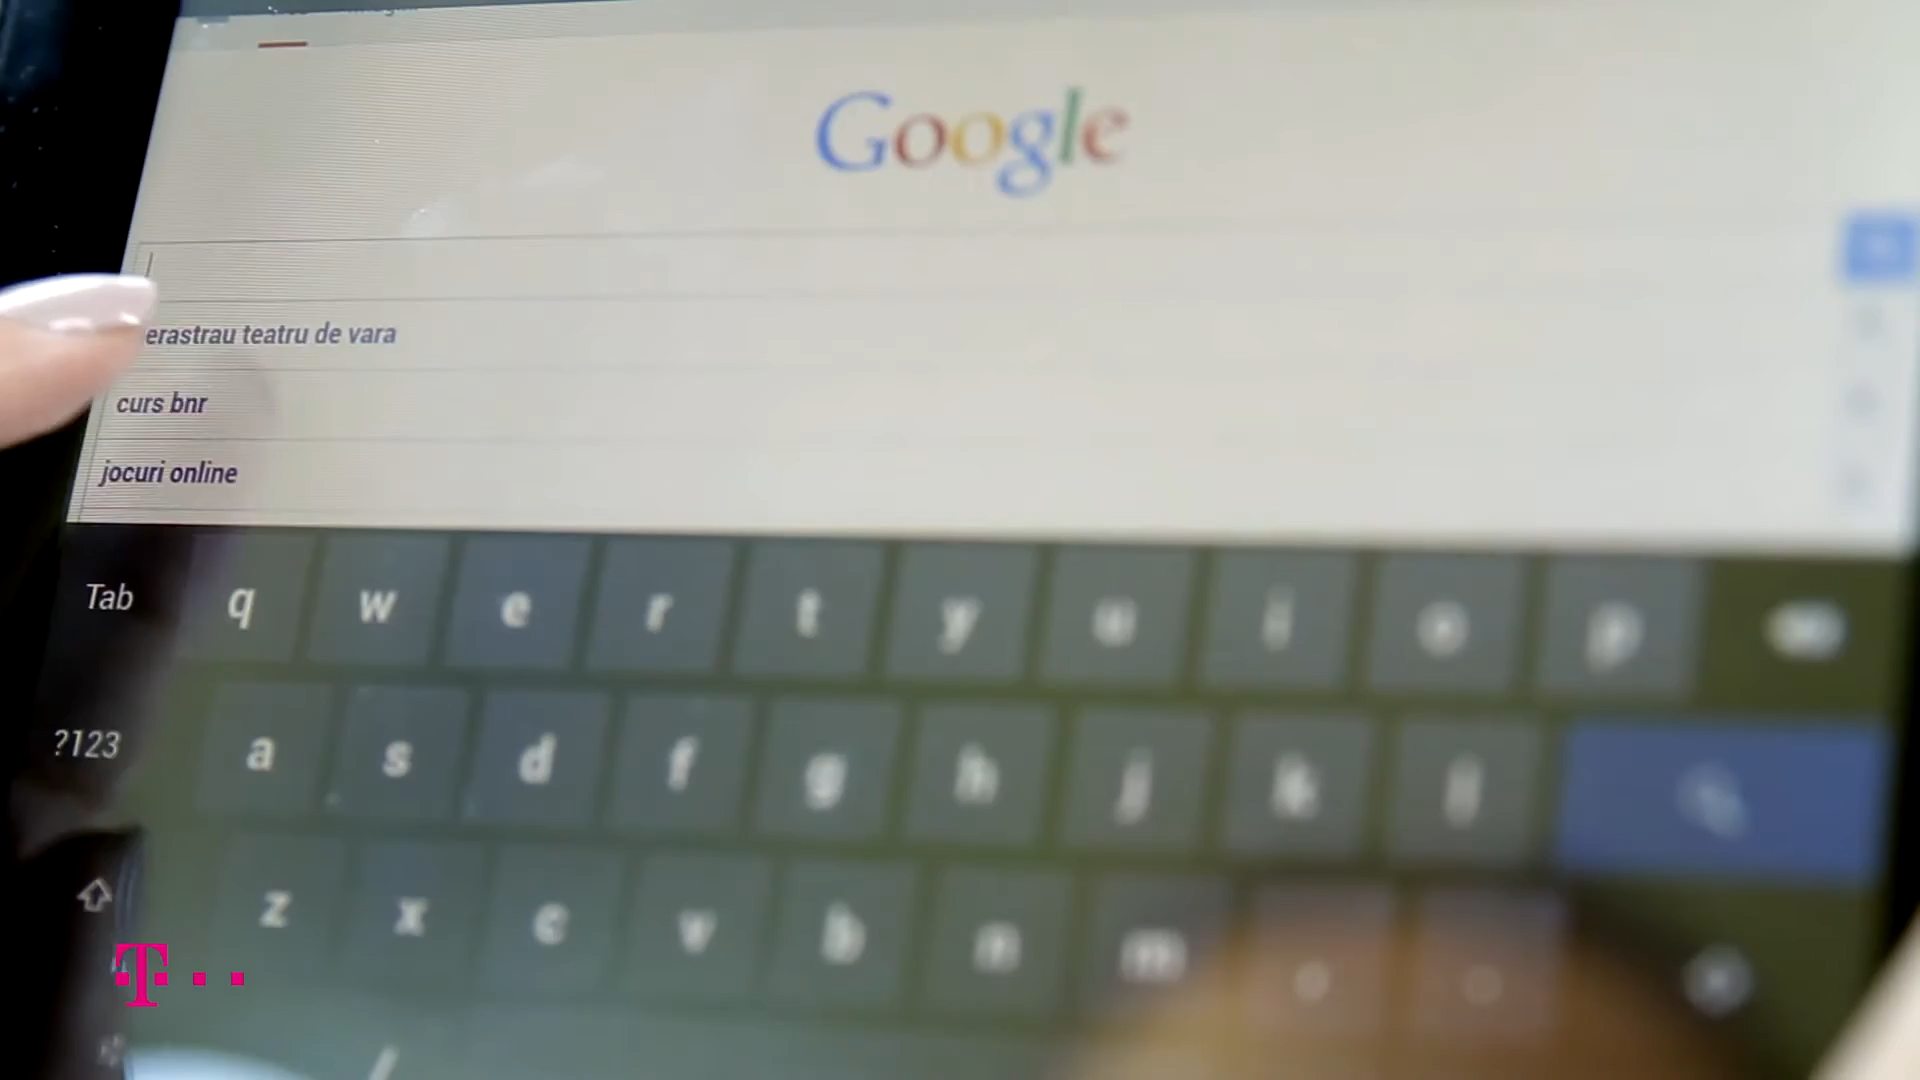 Google
erastrau teatru de vara
curs bnr
jocuri online
Tab q w e r t y u i o p
?123 a s d f g h j k l
z x c v b n m , .
/
T